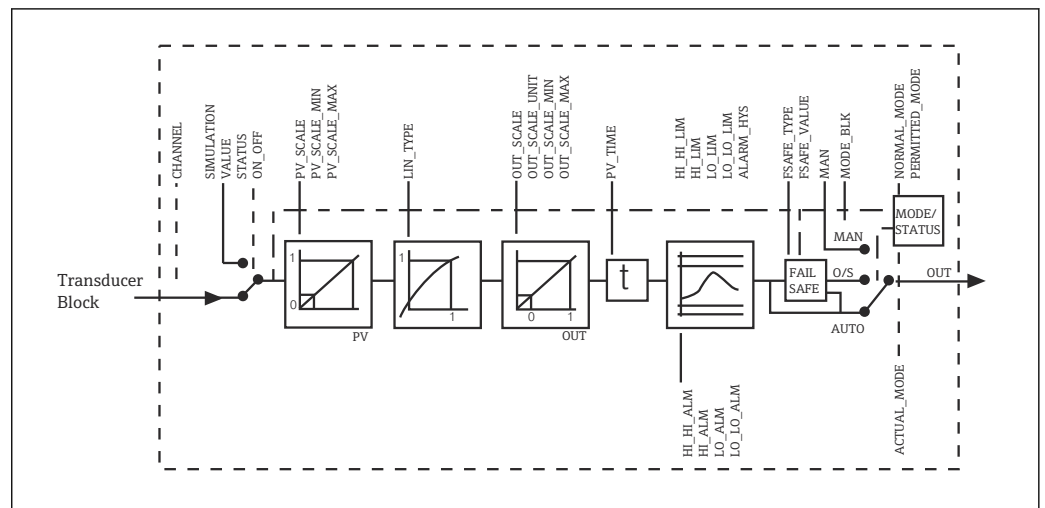 CHANNEL
SIMULATION
VALUE
STATUS
ON_OFF
PV_SCALE
PV_SCALE_MIN
PV_SCALE_MAX
LIN_TYPE
OUT_SCALE
OUT_SCALE_UNIT
OUT_SCALE_MIN
OUT_SCALE_MAX
PV_TIME
HI_HI_LIM
HI_LIM
LO_LIM
LO_LO_LIM
ALARM_HYS
FSAFE_TYPE
FSAFE_VALUE
MAN
MODE_BLK
NORMAL_MODE
PERMITTED_MODE
MODE/
STATUS
MAN
Transducer
Block
1
0
PV
1
1
1
0
1
OUT
t
FAIL
SAFE
O/S
AUTO
OUT
HI_HI_ALM
HI_ALM
LO_ALM
LO_LO_ALM
ACTUAL_MODE